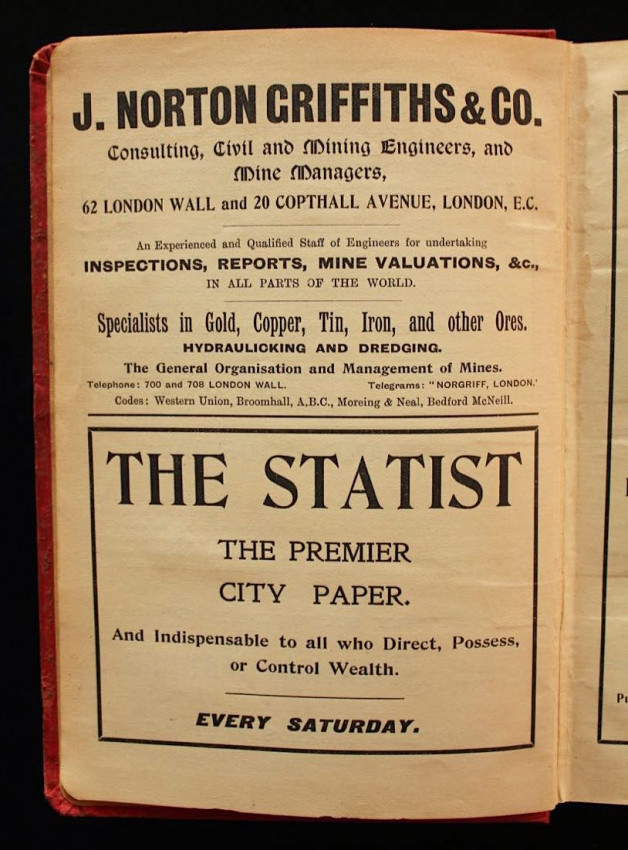 J. NORTON GRIFFITHS & CO.
Consulting, Civil and Mining Engineers, and
Mine Managers,
62 LONDON WALL and 20 COPTHALL AVENUE, LONDON, E.C.
An Experienced and Qualified Staff of Engineers for undertaking
INSPECTIONS, REPORTS, MINE VALUATIONS, &c.,
IN ALL PARTS OF THE WORLD.
Specialists in Gold, Copper, Tin, Iron, and other Ores.
HYDRAULICKING AND DREDGING.
The General Organisation and Management of Mines.
Telephone: 700 and 708 LONDON WALL. Telegrams: "NORGRIFF, LONDON.'
Codes: Western Union, Broomhall, A.B.C., Moreing & Neal, Bedford McNeill.
THE STATIST
THE PREMIER
CITY PAPER.
And Indispensable to all who Direct, Possess,
or Control Wealth.
EVERY SATURDAY.